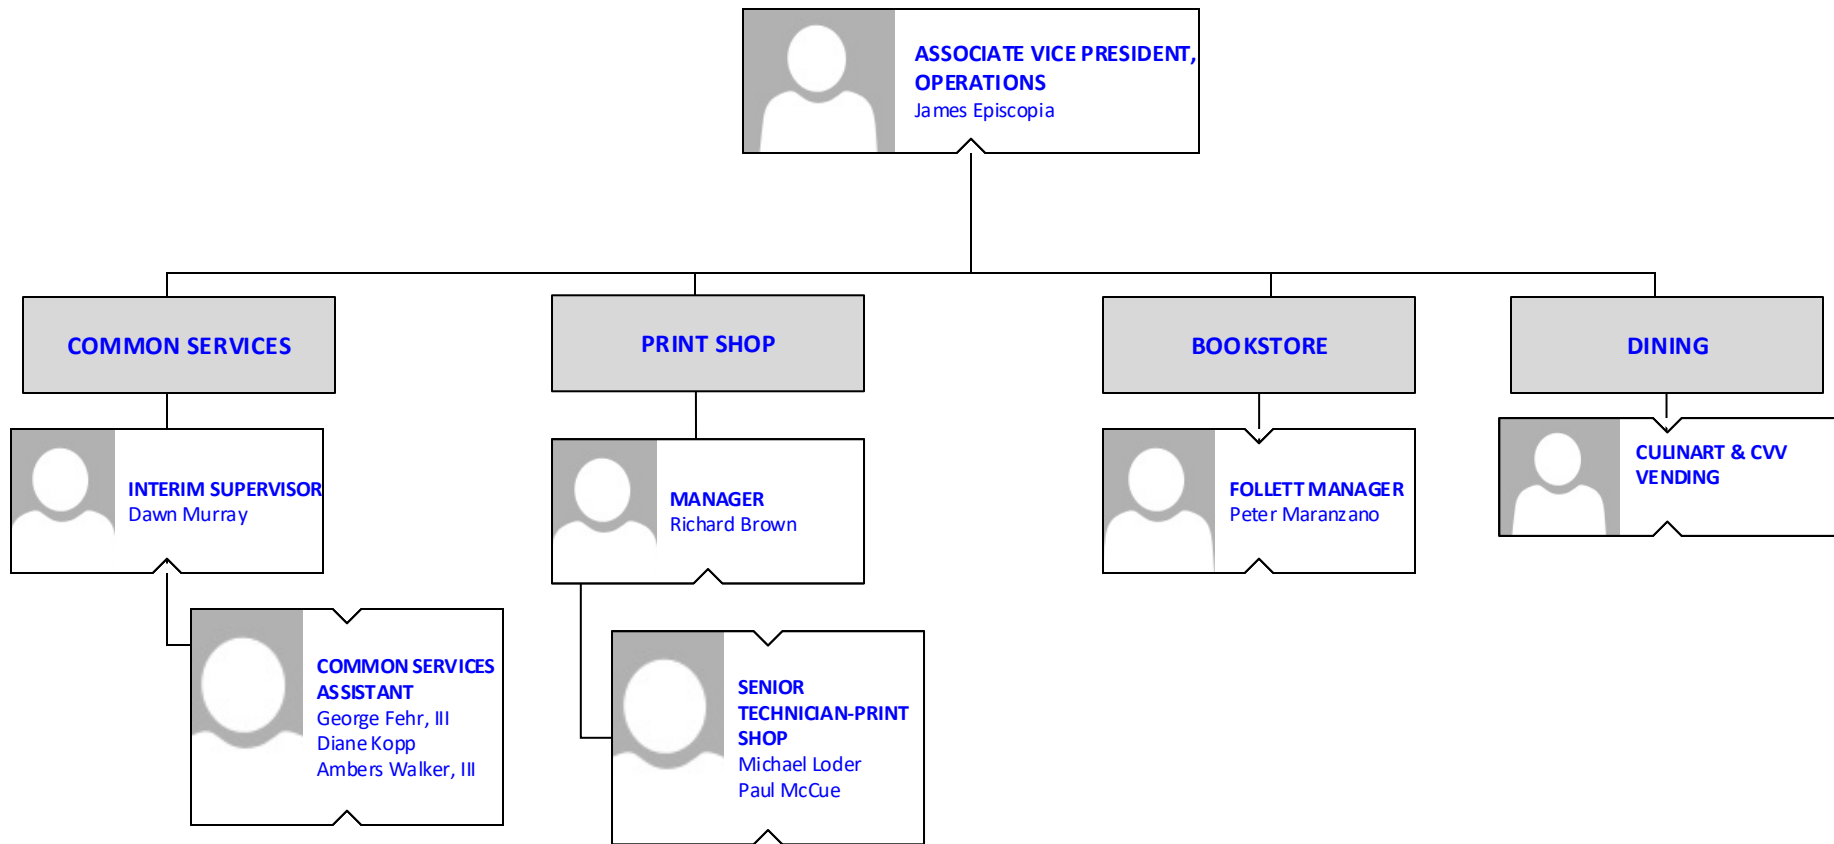 ASSOCIATE VICE PRESIDENT,
OPERATIONS
James Episcopia
COMMON SERVICES
PRINT SHOP
BOOKSTORE
DINING
INTERIM SUPERVISOR
Dawn Murray
MANAGER
Richard Brown
FOLLETT MANAGER
Peter Maranzano
CULINART & CVV
VENDING
COMMON SERVICES
ASSISTANT
George Fehr, III
Diane Kopp
Ambers Walker, III
SENIOR
TECHNICIAN-PRINT
SHOP
Michael Loder
Paul McCue